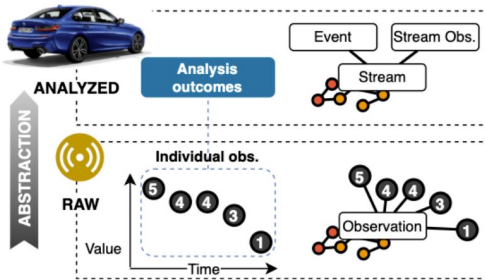 Event
Stream Obs.
Analysis
outcomes
Stream
ANALYZED
ABSTRACTION
Individual obs.
5
4
4
3
1
RAW
Value
Time
5
4
4
3
1
Observation